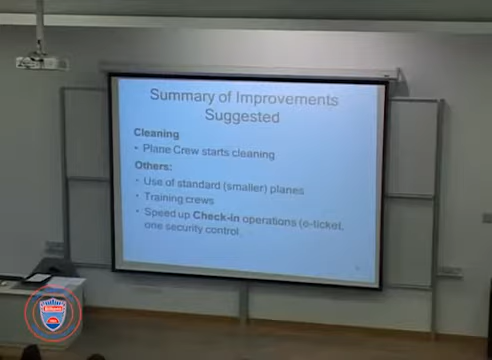 Summary of Improvements
Suggested
Cleaning
• Plane Crew starts cleaning
Others:
• Use of standard (smaller) planes
• Training crews
• Speed up Check-in operations (e-ticket,
one security control